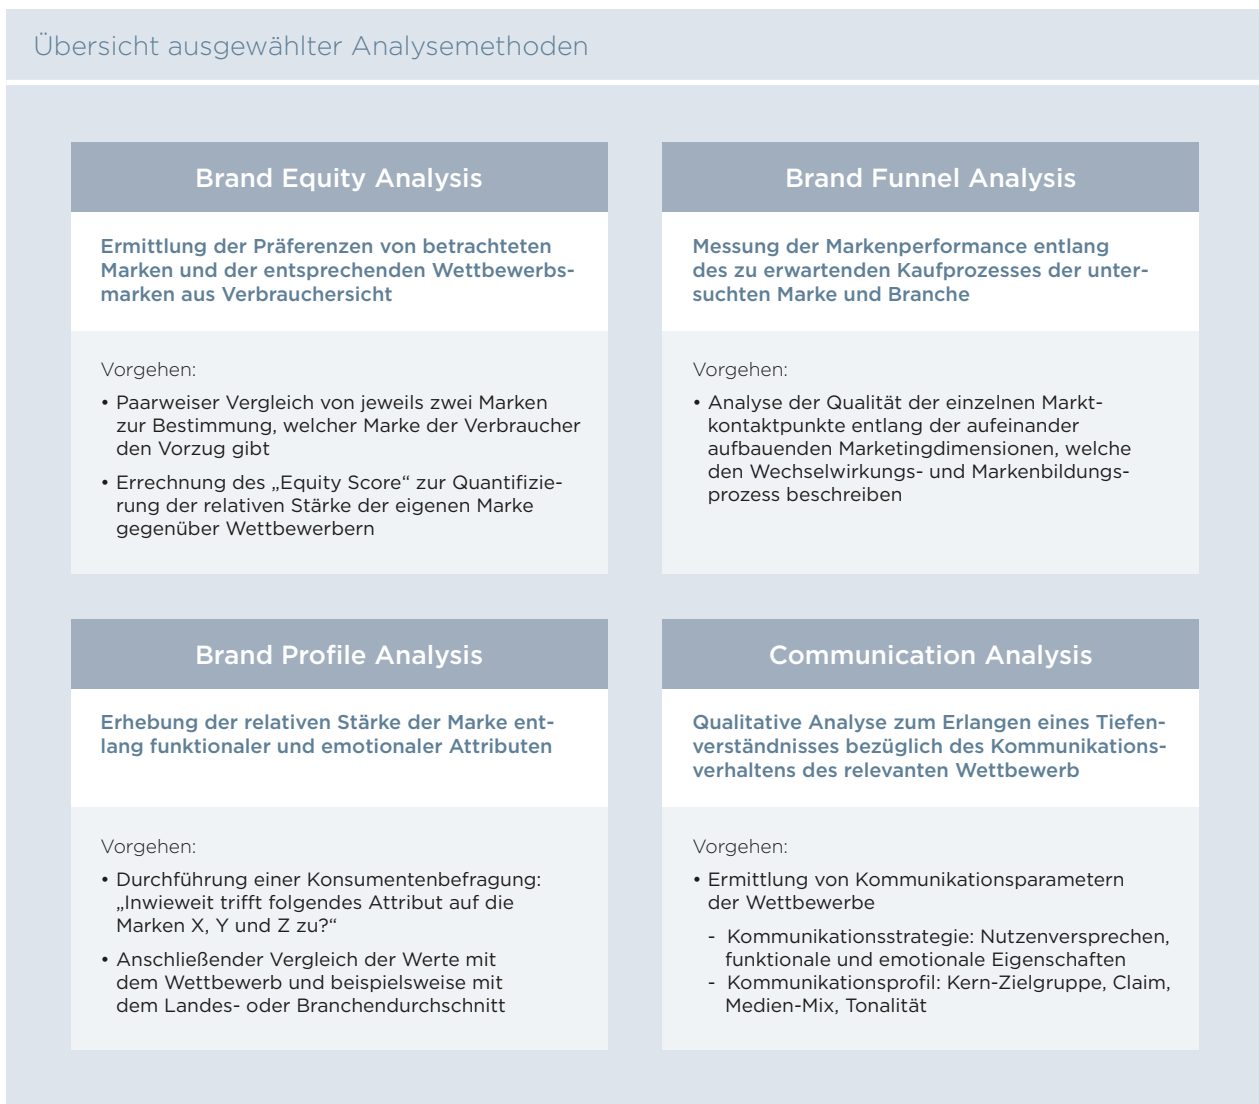 Übersicht ausgewählter Analysemethoden
Brand Equity Analysis
Ermittlung der Präferenzen von betrachteten
Marken und der entsprechenden Wettbewerbs-
marken aus Verbrauchersicht
Vorgehen:
• Paarweiser Vergleich von jeweils zwei Marken
zur Bestimmung, welcher Marke der Verbraucher
den Vorzug gibt
• Errechnung des „Equity Score“ zur Quantifizie-
rung der relativen Stärke der eigenen Marke
gegenüber Wettbewerbern
Brand Funnel Analysis
Messung der Markenperformance entlang
des zu erwartenden Kaufprozesses der unter-
suchten Marke und Branche
Vorgehen:
• Analyse der Qualität der einzelnen Markt-
kontaktpunkte entlang der aufeinander
aufbauenden Marketingdimensionen, welche
den Wechselwirkungs- und Markenbildungs-
prozess beschreiben
Brand Profile Analysis
Erhebung der relativen Stärke der Marke ent-
lang funktionaler und emotionaler Attributen
Vorgehen:
• Durchführung einer Konsumentenbefragung:
„Inwieweit trifft folgendes Attribut auf die
Marken X, Y und Z zu?“
• Anschließender Vergleich der Werte mit
dem Wettbewerb und beispielsweise mit
dem Landes- oder Branchendurchschnitt
Communication Analysis
Qualitative Analyse zum Erlangen eines Tiefen-
verständnisses bezüglich des Kommunikations-
verhaltens des relevanten Wettbewerb
Vorgehen:
• Ermittlung von Kommunikationsparametern
der Wettbewerbe
- Kommunikationsstrategie: Nutzenversprechen,
funktionale und emotionale Eigenschaften
- Kommunikationsprofil: Kern-Zielgruppe, Claim,
Medien-Mix, Tonalität